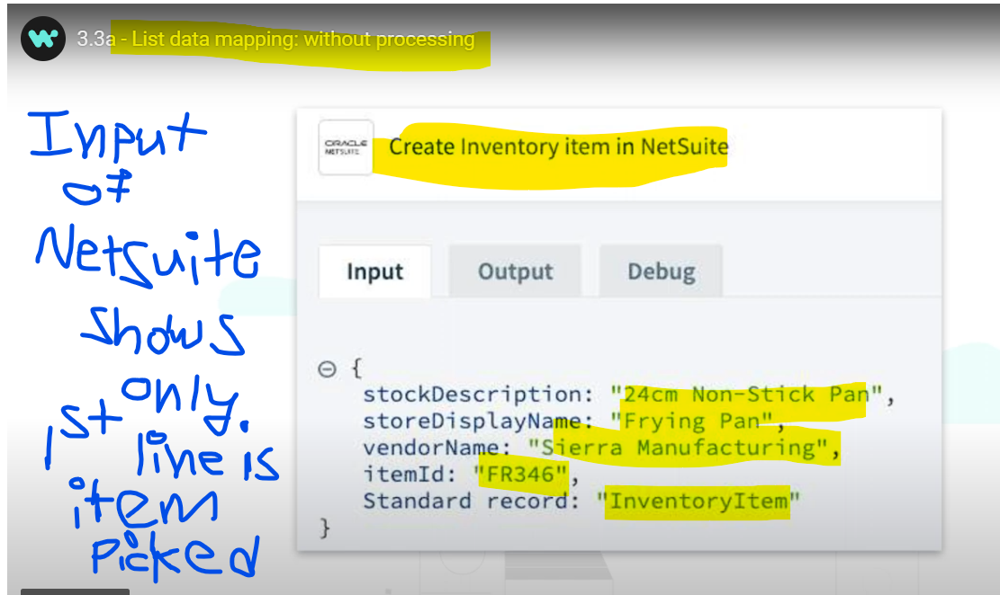 3.3a - List data mapping: without processing
Input
of
Netsuite
shows
only.
1st line is
item
Picked
ORACLE
NETSUITE
Create Inventory item in NetSuite
Input Output Debug
{
stockDescription: "24cm Non-Stick Pan",
storeDisplayName: "Frying Pan",
vendorName: "Sierra Manufacturing",
itemId: "FR346",
Standard record: "InventoryItem"
}